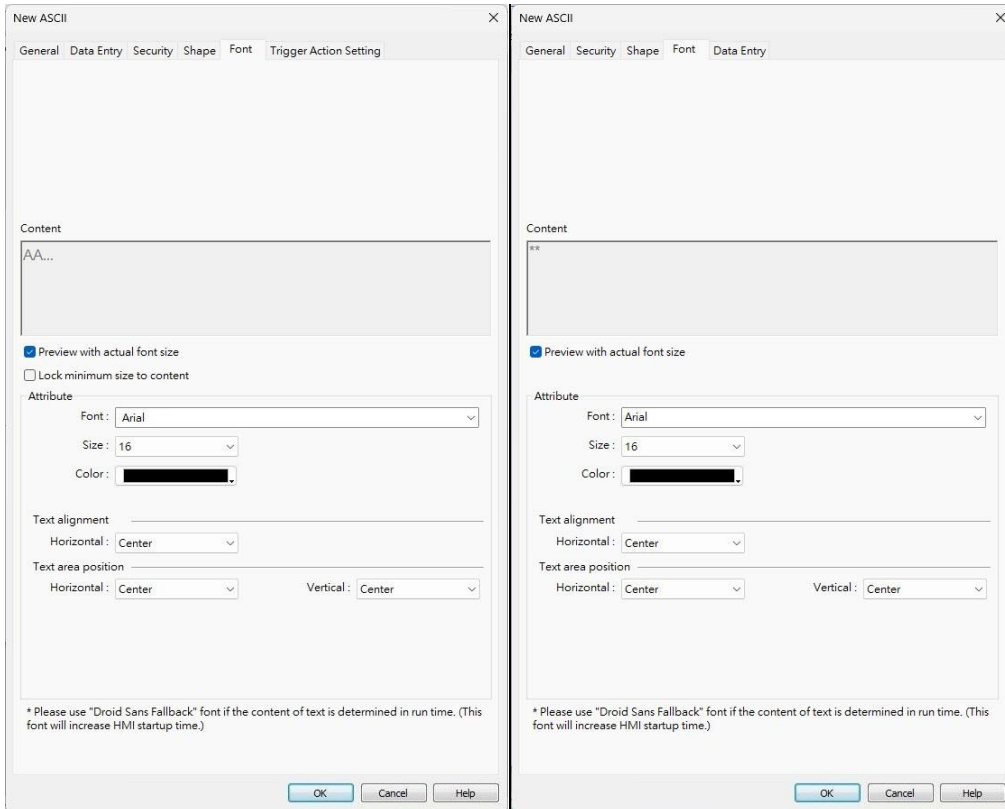 New ASCII
General Data Entry Security Shape Font Trigger Action Setting
Content
AA...
Preview with actual font size
Lock minimum size to content
Attribute
Font : Arial
Size : 16
Color :
Text alignment
Horizontal : Center
Text area position
Horizontal : Center Vertical : Center
* Please use "Droid Sans Fallback" font if the content of text is determined in run time. (This
font will increase HMI startup time.)
OK Cancel Help
New ASCII
General Security Shape Font Data Entry
Content
**
Preview with actual font size
Attribute
Font : Arial
Size : 16
Color :
Text alignment
Horizontal : Center
Text area position
Horizontal : Center Vertical : Center
* Please use "Droid Sans Fallback" font if the content of text is determined in run time. (This
font will increase HMI startup time.)
OK Cancel Help